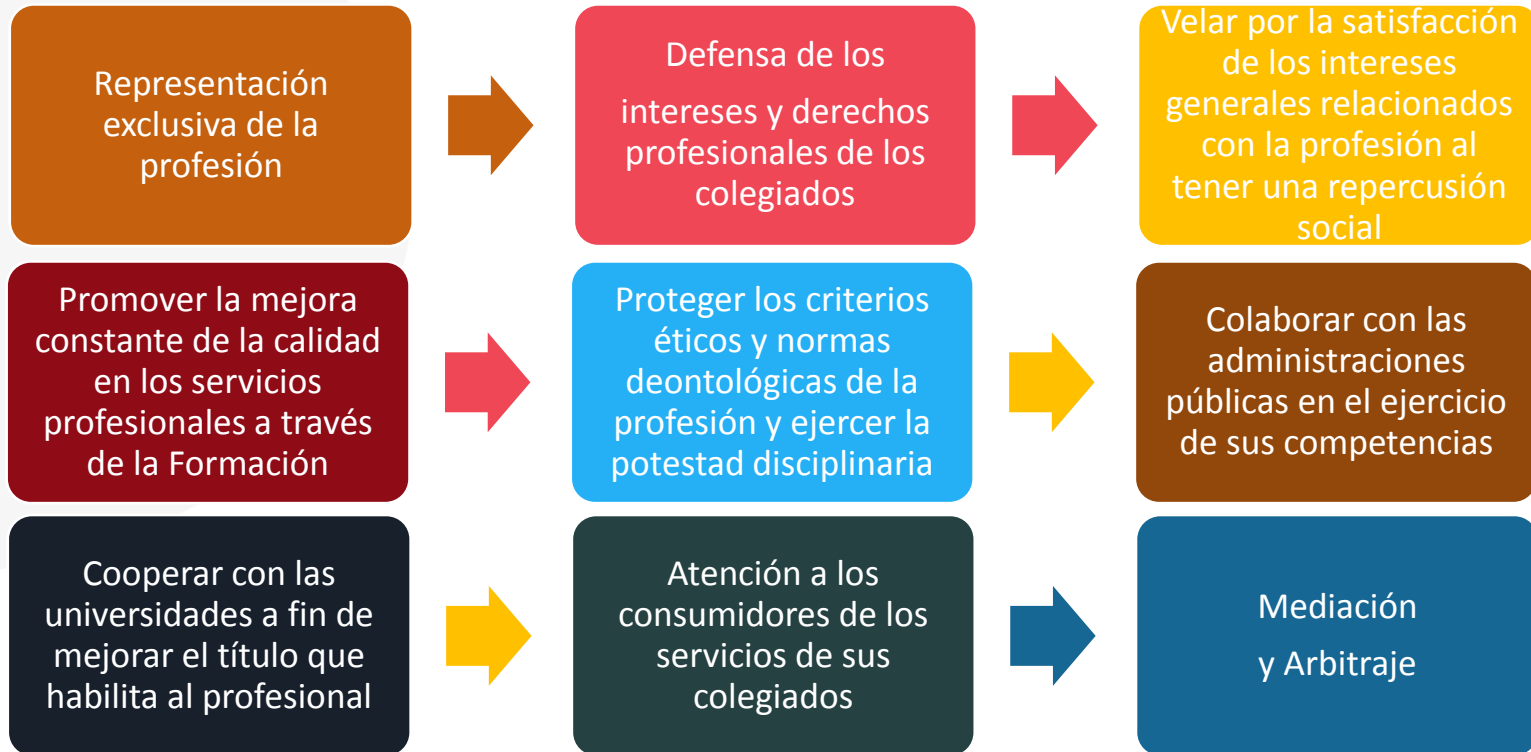 Representación
exclusiva de la
profesión
Defensa de los
intereses y derechos
profesionales de los
colegiados
Velar por la satisfacción
de los intereses
generales relacionados
con la profesión al
tener una repercusión
social
Promover la mejora
constante de la calidad
en los servicios
profesionales a través
de la Formación
Proteger los criterios
éticos y normas
deontológicas de la
profesión y ejercer la
potestad disciplinaria
Colaborar con las
administraciones
públicas en el ejercicio
de sus competencias
Cooperar con las
universidades a fin de
mejorar el título que
habilita al profesional
Atención a los
consumidores de los
servicios de sus
colegiados
Mediación
y Arbitraje